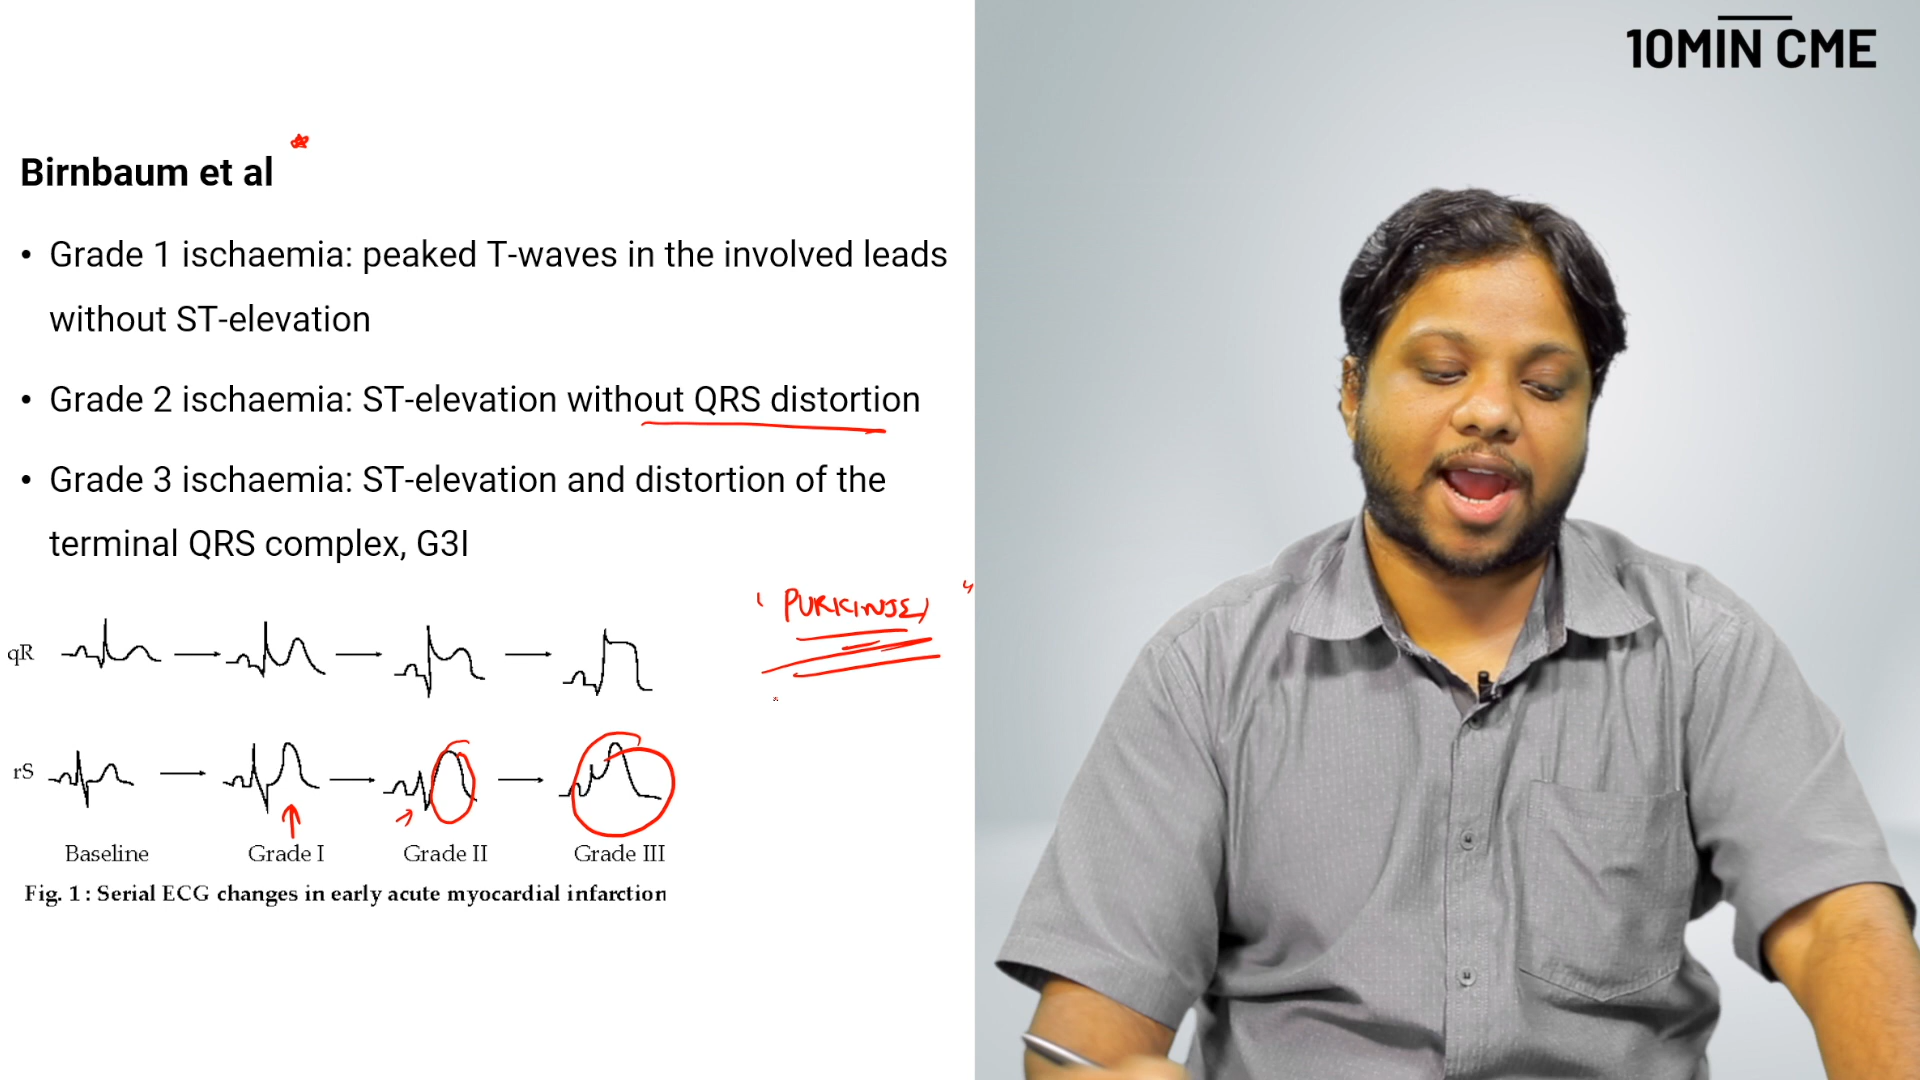 10MIN CME
Birnbaum et al
• Grade 1 ischaemia: peaked T-waves in the involved leads
without ST-elevation
• Grade 2 ischaemia: ST-elevation without QRS distortion
• Grade 3 ischaemia: ST-elevation and distortion of the
terminal QRS complex, G3I
PURKINJE
qR
rS
Baseline Grade I Grade II Grade III
Fig. 1 : Serial ECG changes in early acute myocardial infarction